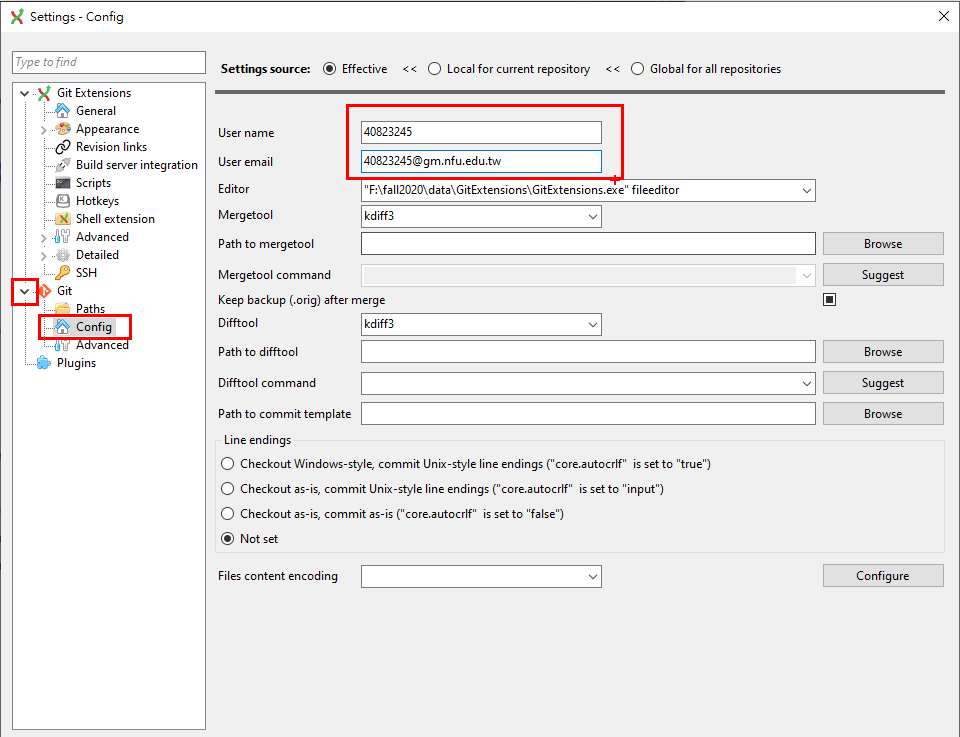 Settings - Config
Type to find
Git Extensions
General
Appearance
Revision links
Build server integration
Scripts
Hotkeys
Shell extension
Advanced
Detailed
SSH
Git
Paths
Config
Advanced
Plugins
Settings source: Effective << Local for current repository << Global for all repositories
User name 40823245
User email 40823245@gm.nfu.edu.tw
Editor "F:\fall2020\data\GitExtensions\GitExtensions.exe" fileeditor
Mergetool kdiff3
Path to mergetool Browse
Mergetool command Suggest
Keep backup (.orig) after merge
Difftool kdiff3
Path to difftool Browse
Difftool command Suggest
Path to commit template Browse
Line endings
Checkout Windows-style, commit Unix-style line endings ("core.autocrlf" is set to "true")
Checkout as-is, commit Unix-style line endings ("core.autocrlf" is set to "input")
Checkout as-is, commit as-is ("core.autocrlf" is set to "false")
Not set
Files content encoding Configure